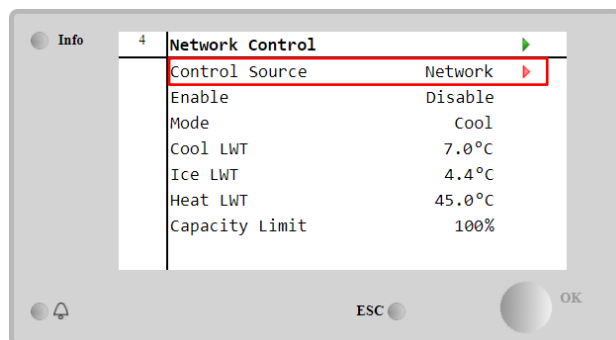 Info
4 Network Control
Control Source Network
Enable Disable
Mode Cool
Cool LWT 7.0°C
Ice LWT 4.4°C
Heat LWT 45.0°C
Capacity Limit 100%
ESC
OK